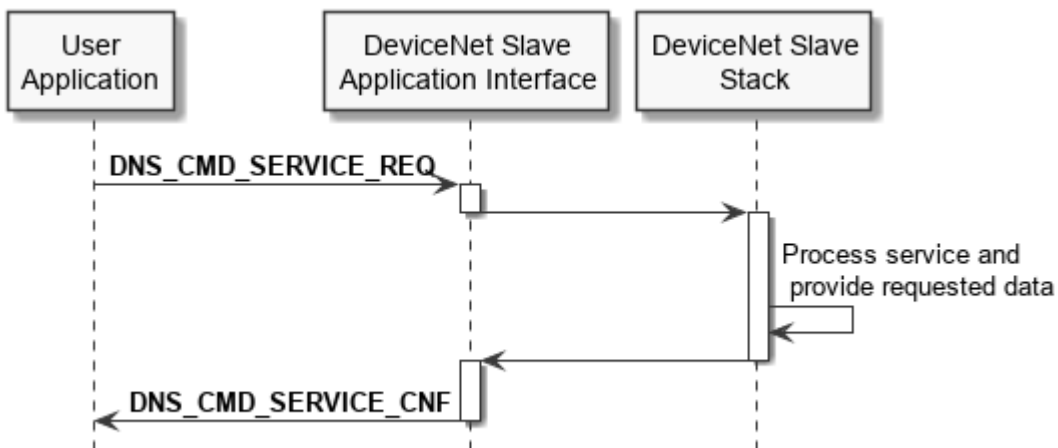 User
Application
DeviceNet Slave
Application Interface
DeviceNet Slave
Stack
DNS_CMD_SERVICE_REQ
Process service and
provide requested data
DNS_CMD_SERVICE_CNF